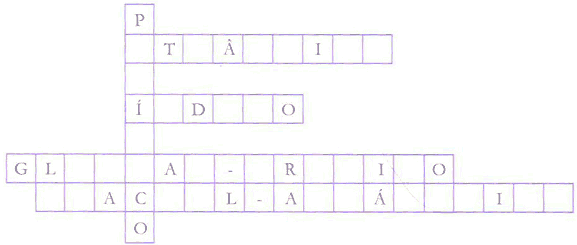 P
T À I
Í D O
G L A - R I O
A C L - A Á I
O